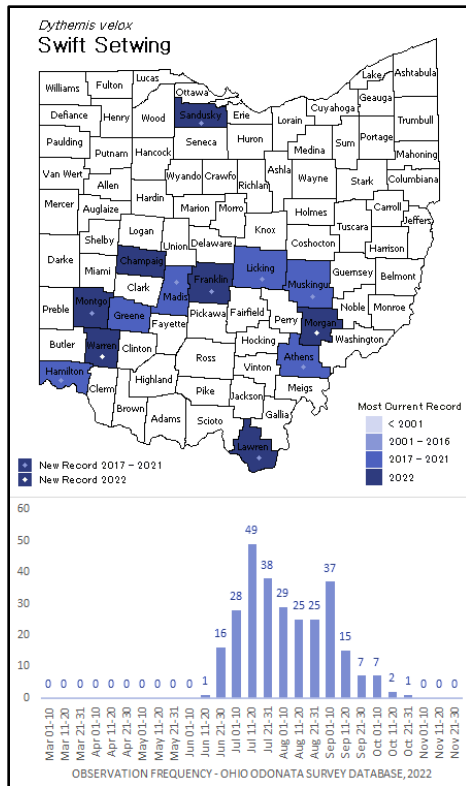 Dythemis velox
Swift Setwing
Williams Fulton Lucas Ottawa Lake Ashtabula
Geauga
Defiance Henry Wood Sandusky Erie Lorain Cuyahoga Trumbull
Paulding Putnam Hancock Seneca Huron Medina Sum Portage
Mahoning
Van Wert Allen Wyando Crawfo Richlan Ashla Wayne Stark Columbiana
Mercer Auglaize Hardin Marion Morro Holmes Carroll
Jeffers
Shelby Logan Union Delaware Knox Coshocton Tuscara Harrison
Darke Miami Champaig Licking Muskingu Guernsey Belmont
Clark Madis Franklin
Preble Montgo Greene Fayette Pickawa Fairfield Perry Morgan Noble Monroe
Butler Warren Clinton Ross Hocking Athens Washington
Hamilton Clerm Highland Vinton Meigs
Brown Adams Pike Jackson Gallia
Scioto Lawren
Most Current Record
< 2001
2001 - 2016
2017 - 2021
2022
New Record 2017 - 2021
New Record 2022
60
50
40
30
20
10
0
0 0 0 0 0 0 0 0 0 0 1 16 28 49 38 29 25 25 37 15 7 7 2 1 0 0 0
Mar 01-10
Mar 11-20
Mar 21-31
Apr 01-10
Apr 11-20
Apr 21-31
May 01-10
May 11-20
May 21-31
Jun 01-10
Jun 11-20
Jun 21-30
Jul 01-10
Jul 11-20
Jul 21-31
Aug 01-10
Aug 11-20
Aug 21-31
Sep 01-10
Sep 11-20
Sep 21-30
Oct 01-10
Oct 11-20
Oct 21-31
Nov 01-10
Nov 11-20
Nov 21-30
OBSERVATION FREQUENCY - OHIO ODONATA SURVEY DATABASE, 2022